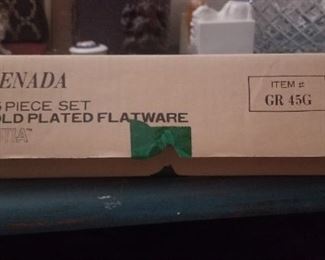 ENADA
PIECE SET
OLD PLATED FLATWARE
ITEM #:
GR 45G